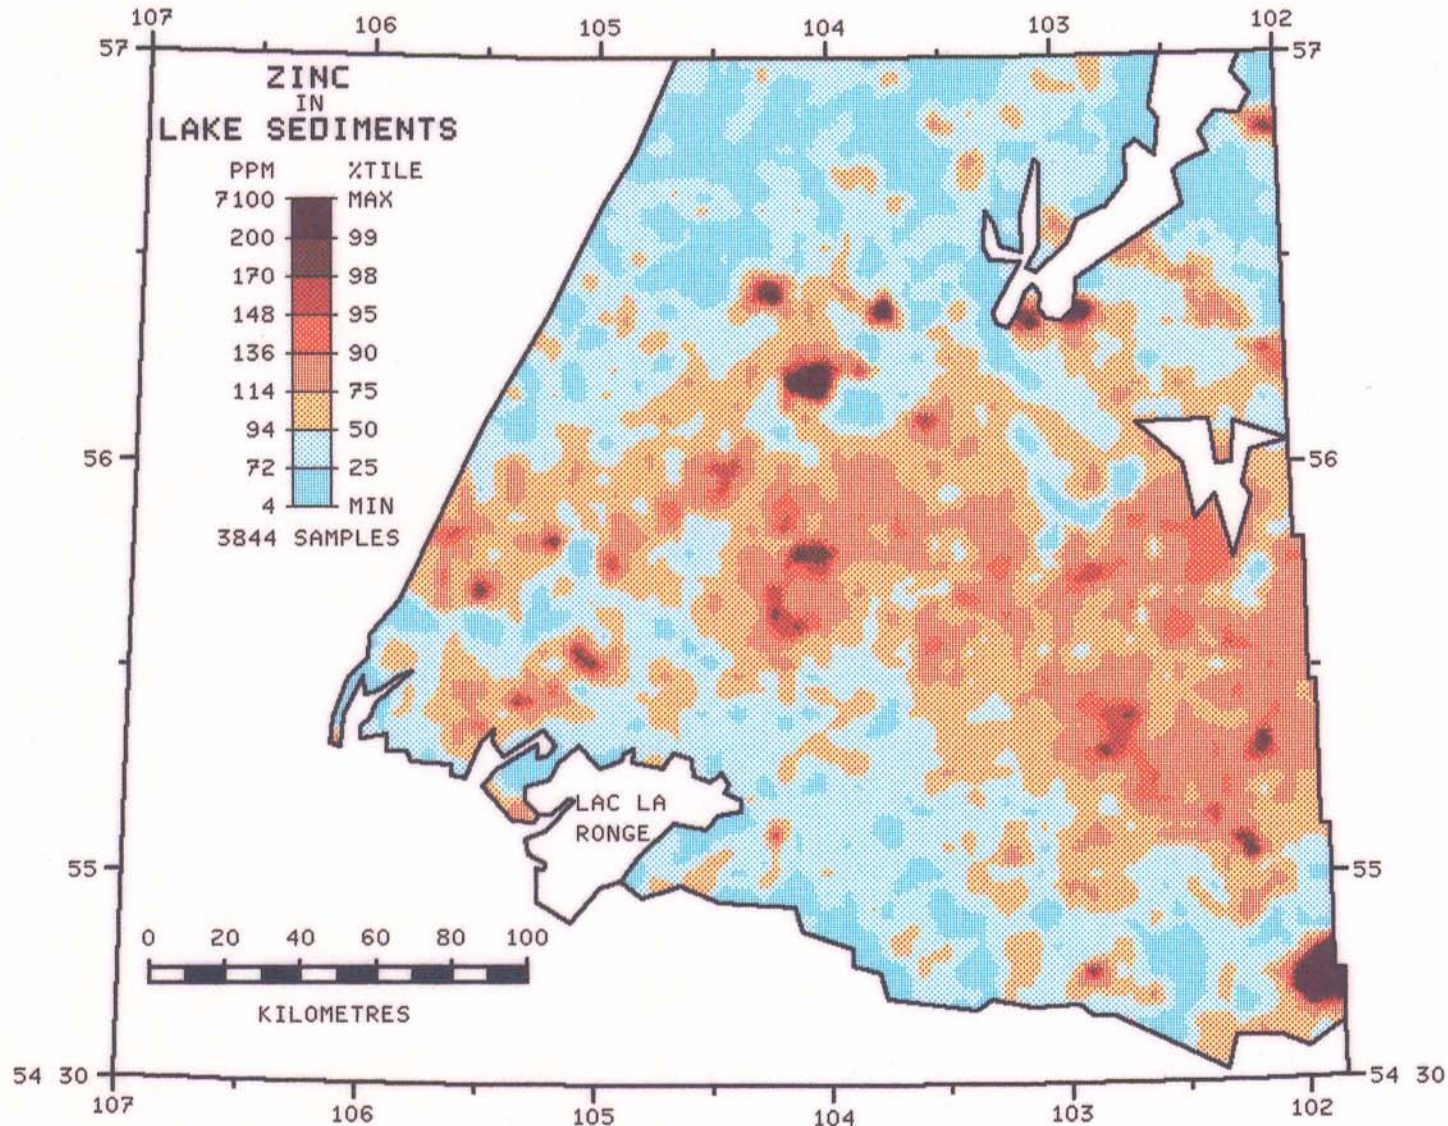 107 106 105 104 103 102
57 57
ZINC
IN
LAKE SEDIMENTS
PPM %TILE
7100 MAX
200 99
170 98
148 95
136 90
114 75
94 50
72 25
4 MIN
3844 SAMPLES
56 56
LAC LA
RONGE
55 55
0 20 40 60 80 100
KILOMETRES
54 30 54 30
107 106 105 104 103 102